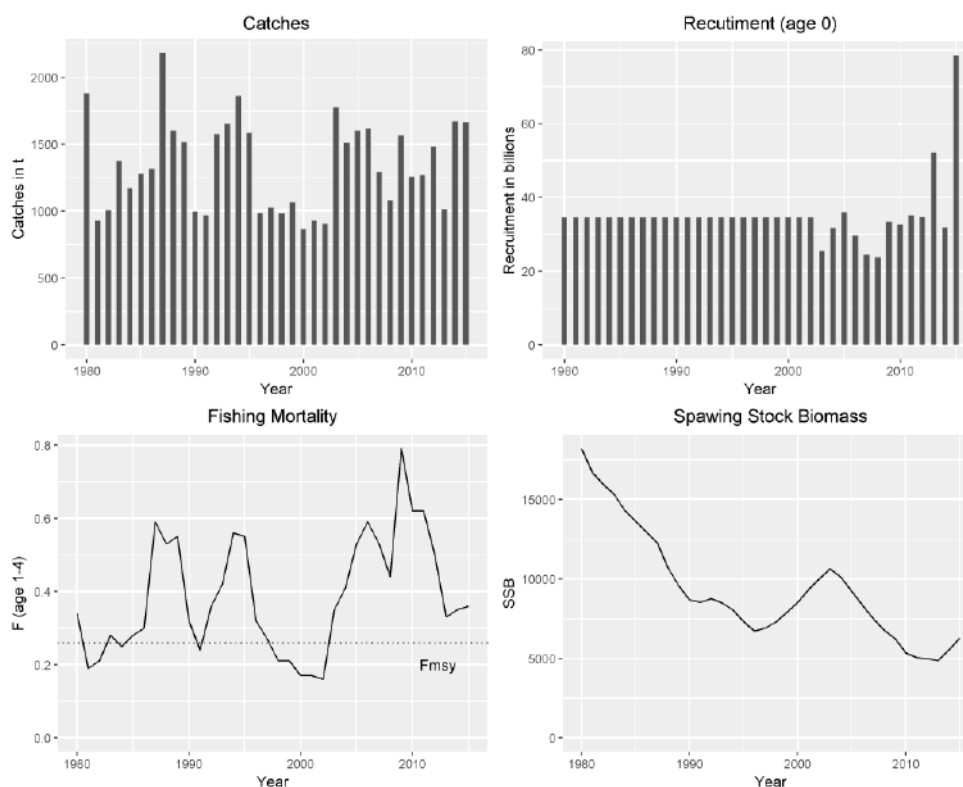 Catches
2000
1500
1000
500
0
Catches in t
1980
1990
2000
2010
Year
Recutiment (age 0)
80
60
40
20
0
Recruitment in billions
1980
1990
2000
2010
Year
Fishing Mortality
0.8
0.6
0.4
0.2
0.0
F (age 1-4)
Fmsy
1980
1990
2000
2010
Year
Spawing Stock Biomass
15000
10000
5000
0
SSB
1980
1990
2000
2010
Year